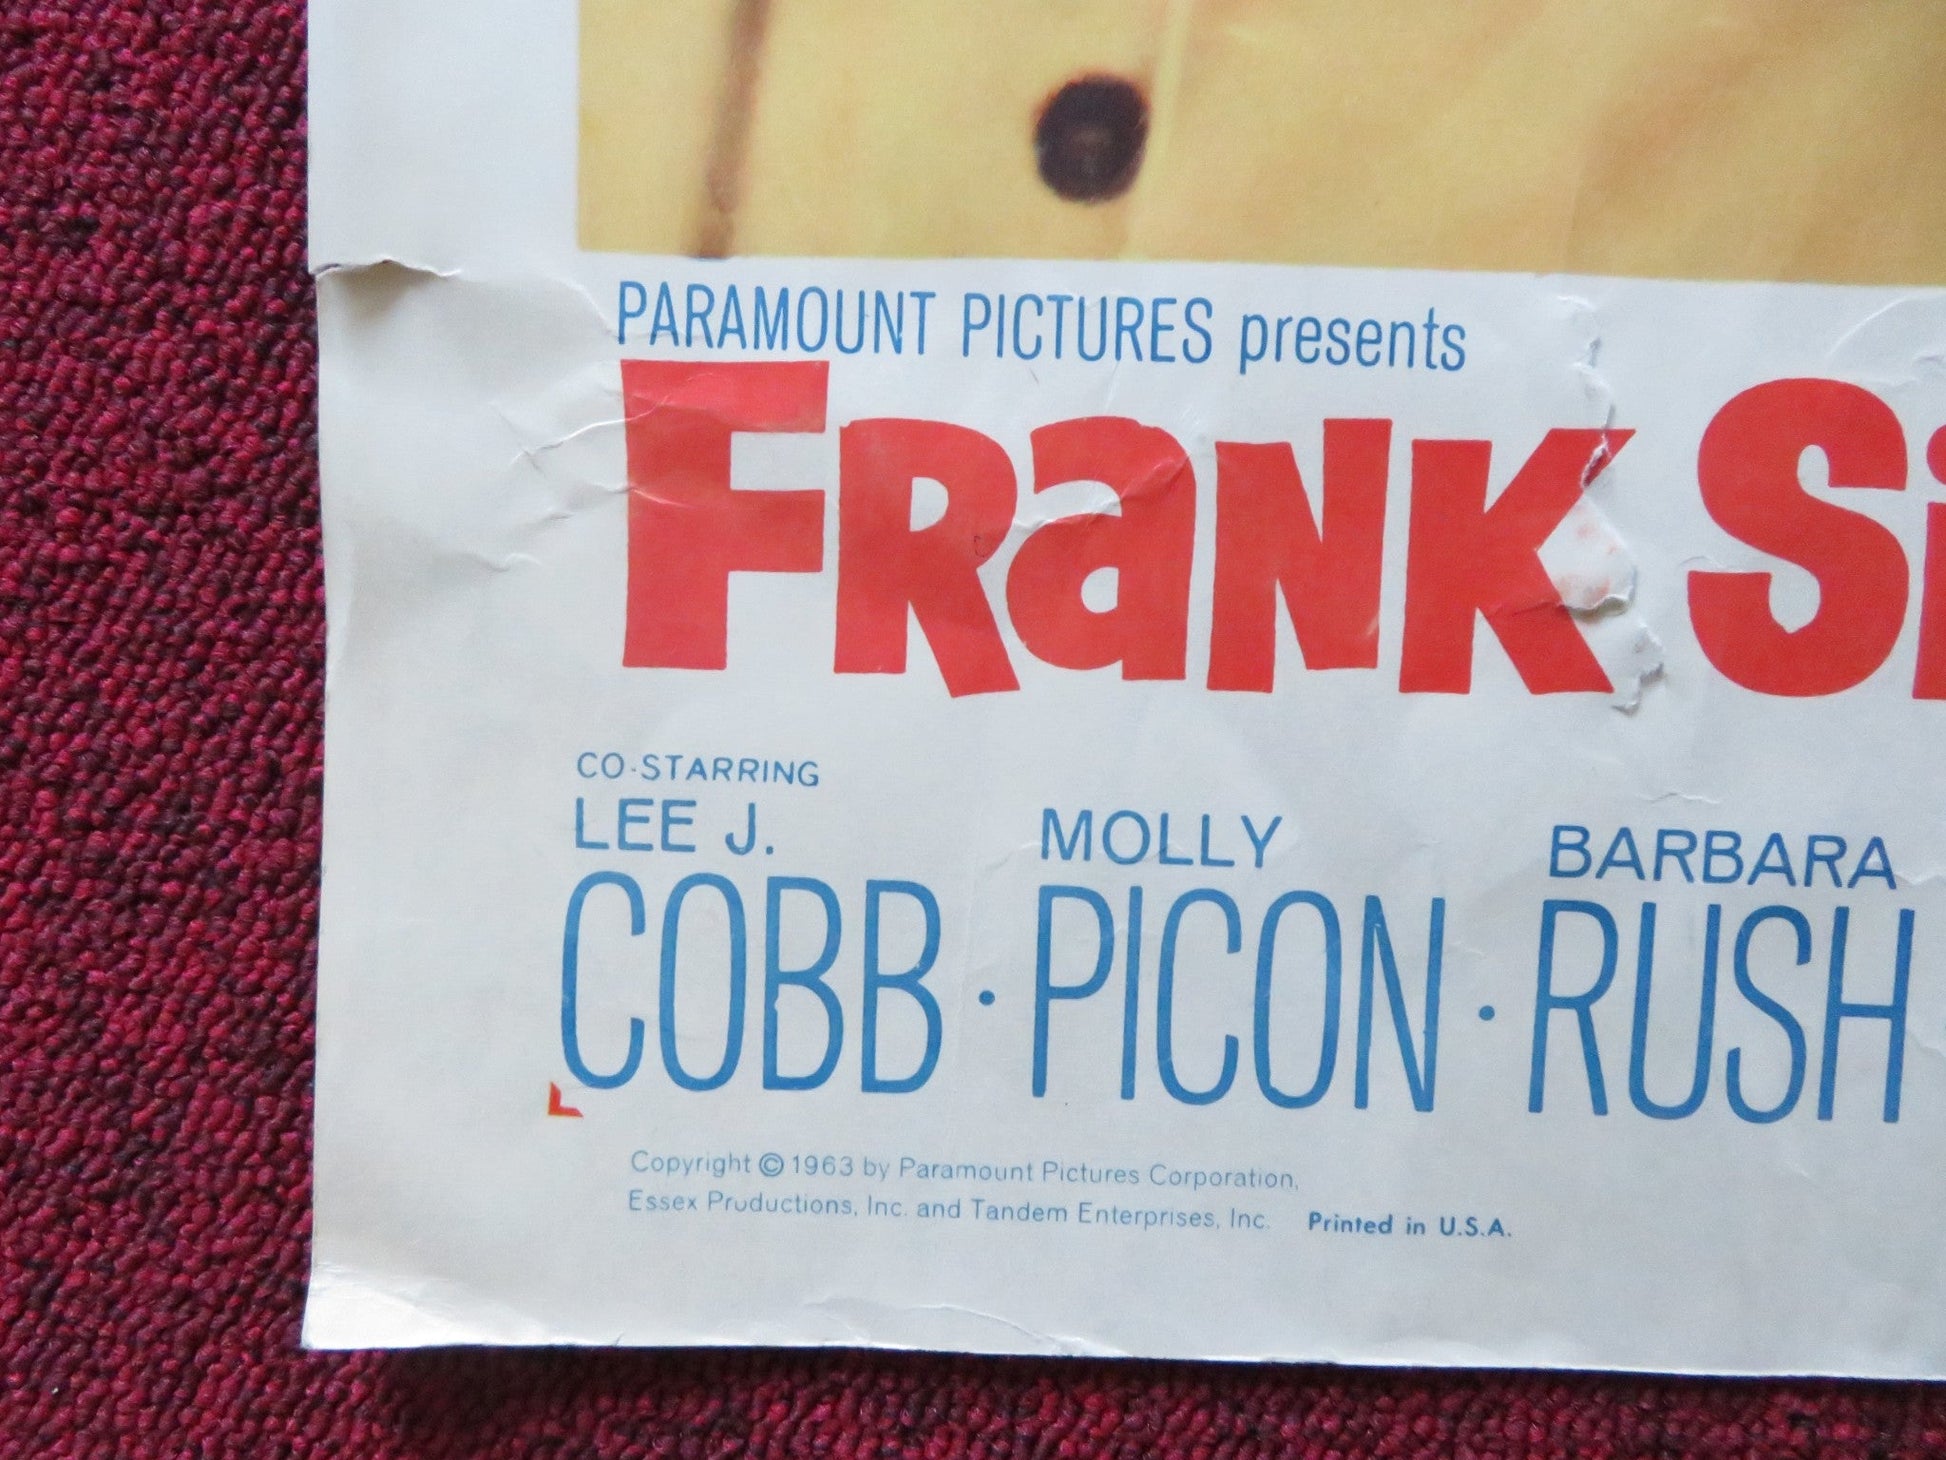 PARAMOUNT PICTURES presents
FRANK Si
CO-STARRING
LEE J. MOLLY BARBARA
COBB · PICON · RUSH
Copyright © 1963 by Paramount Pictures Corporation,
Essex Productions, Inc. and Tandem Enterprises, Inc. Printed in U.S.A.